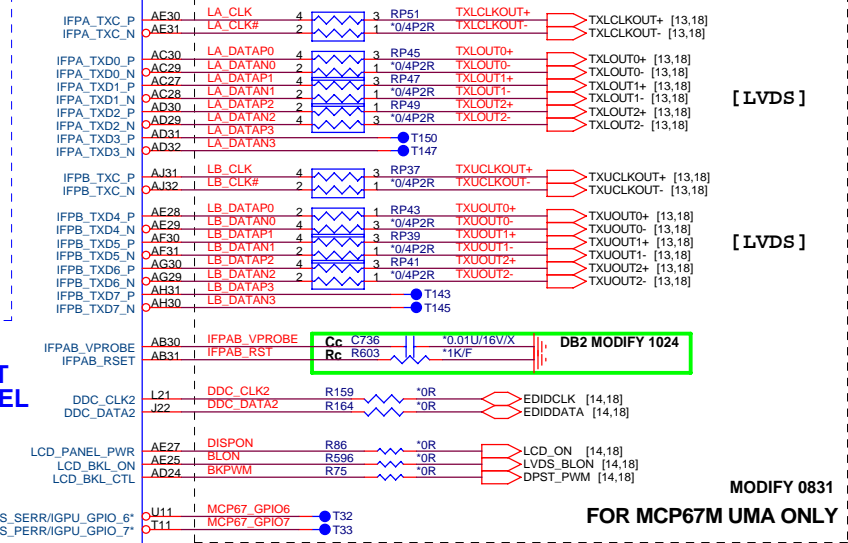 IFPA_TXC_P AE30 LA_CLK 4 3 RP51 TXLCLKOUT+ TXLCLKOUT+ [13,18]
IFPA_TXC_N AE31 LA_CLK# 2 1 *0/4P2R TXLCLKOUT- TXLCLKOUT- [13,18]
IFPA_TXD0_P AC30 LA_DATAP0 4 3 RP45 TXLOUT0+ TXLOUT0+ [13,18]
IFPA_TXD0_N AC29 LA_DATAN0 2 1 *0/4P2R TXLOUT0- TXLOUT0- [13,18]
IFPA_TXD1_P AC27 LA_DATAP1 4 3 RP47 TXLOUT1+ TXLOUT1+ [13,18]
IFPA_TXD1_N AC28 LA_DATAN1 2 1 *0/4P2R TXLOUT1- TXLOUT1- [13,18] [LVDS]
IFPA_TXD2_P AD30 LA_DATAP2 2 1 RP49 TXLOUT2+ TXLOUT2+ [13,18]
IFPA_TXD2_N AD29 LA_DATAN2 4 3 *0/4P2R TXLOUT2- TXLOUT2- [13,18]
IFPA_TXD3_P AD31 LA_DATAP3 T150
IFPA_TXD3_N AD32 LA_DATAN3 T147
IFPB_TXC_P AJ31 LB_CLK 4 3 RP37 TXUCLKOUT+ TXUCLKOUT+ [13,18]
IFPB_TXC_N AJ32 LB_CLK# 2 1 *0/4P2R TXUCLKOUT- TXUCLKOUT- [13,18]
IFPB_TXD4_P AE28 LB_DATAP0 2 1 RP43 TXUOUT0+ TXUOUT0+ [13,18]
IFPB_TXD4_N AE29 LB_DATAN0 4 3 *0/4P2R TXUOUT0- TXUOUT0- [13,18]
IFPB_TXD5_P AF30 LB_DATAP1 4 3 RP39 TXUOUT1+ TXUOUT1+ [13,18] [LVDS]
IFPB_TXD5_N AF31 LB_DATAN1 2 1 *0/4P2R TXUOUT1- TXUOUT1- [13,18]
IFPB_TXD6_P AG30 LB_DATAP2 4 3 RP41 TXUOUT2+ TXUOUT2+ [13,18]
IFPB_TXD6_N AG29 LB_DATAN2 2 1 *0/4P2R TXUOUT2- TXUOUT2- [13,18]
IFPB_TXD7_P AH31 LB_DATAP3 T143
IFPB_TXD7_N AH30 LB_DATAN3 T145
IFPAB_VPROBE AB30 IFPAB_VPROBE Cc C736 *0.01U/16V/X DB2 MODIFY 1024
IFPAB_RSET AB31 IFPAB_RST Rc R603 *1K/F
T
EL
DDC_CLK2 L21 DDC_CLK2 R159 *0R EDIDCLK [14,18]
DDC_DATA2 J22 DDC_DATA2 R164 *0R EDIDDATA [14,18]
LCD_PANEL_PWR AE27 DISPON R86 *0R LCD_ON [14,18]
LCD_BKL_ON AE25 BLON R596 *0R LVDS_BLON [14,18]
LCD_BKL_CTL AD24 BKPWM R75 *0R DPST_PWM [14,18]
MODIFY 0831
S_SERR/IGPU_GPIO_6* U11 MCP67_GPIO6 T32
S_PERR/IGPU_GPIO_7* T11 MCP67_GPIO7 T33
FOR MCP67M UMA ONLY